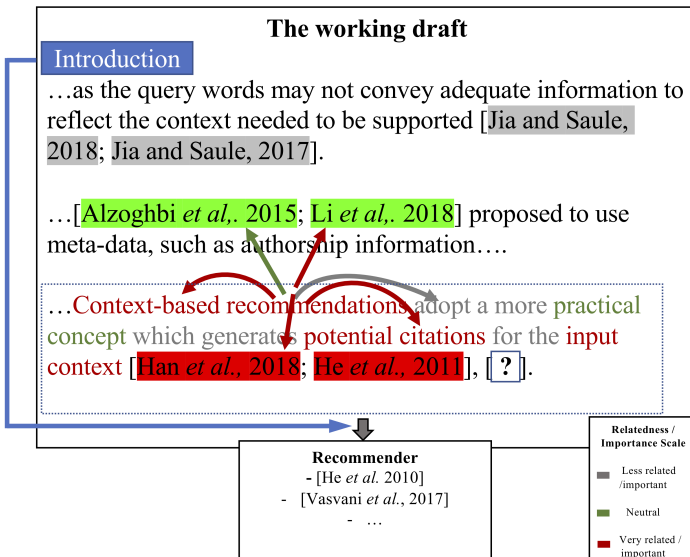 The working draft
Introduction
…as the query words may not convey adequate information to
reflect the context needed to be supported [Jia and Saule,
2018; Jia and Saule, 2017].
…[Alzoghbi et al,. 2015; Li et al,. 2018] proposed to use
meta-data, such as authorship information….
…Context-based recommendations adopt a more practical
concept which generates potential citations for the input
context [Han et al., 2018; He et al., 2011], [ ? ].
Recommender
- [He et al. 2010]
- [Vasvani et al., 2017]
- …
Relatedness /
Importance Scale
Less related
/important
Neutral
Very related /
important